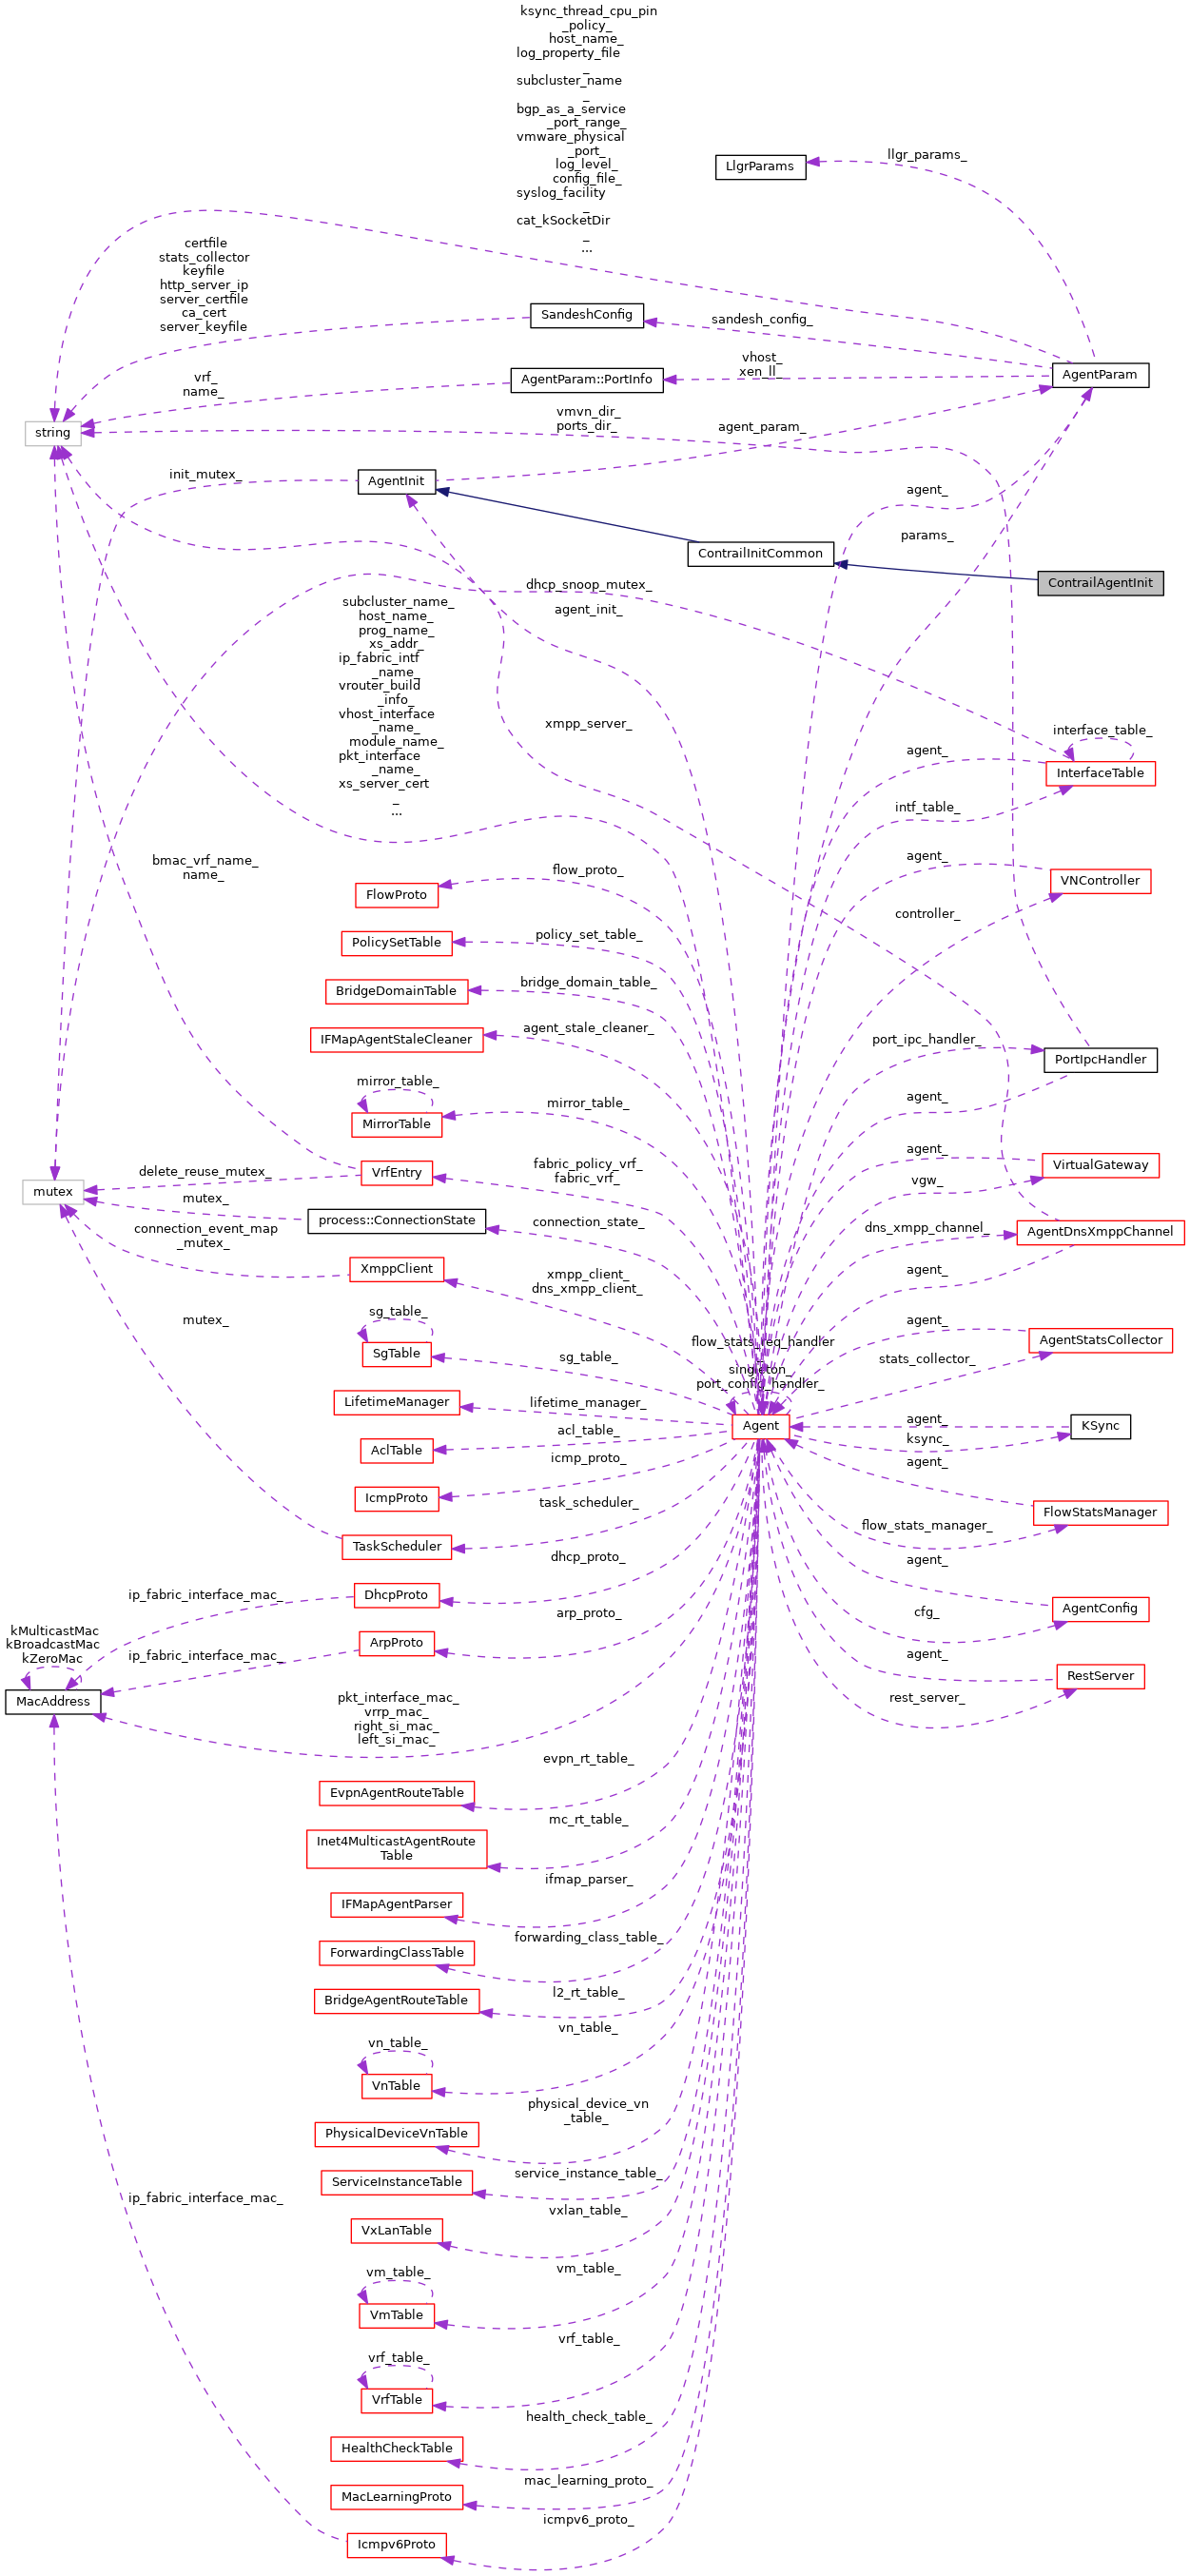 ksync_thread_cpu_pin
_policy_
host_name_
log_property_file
_
subcluster_name
_
bgp_as_a_service
_port_range_
vmware_physical
_port_
log_level_
config_file_
syslog_facility
_
cat_kSocketDir
_
...
LlgrParams
llgr_params_
certfile
stats_collector
keyfile
http_server_ip
server_certfile
ca_cert
server_keyfile
SandeshConfig
sandesh_config_
vhost_
xen_ll_
AgentParam
vrf_
name_
AgentParam::PortInfo
string
vmvn_dir_
ports_dir_
agent_param_
init_mutex_
AgentInit
agent_
params_
ContrailInitCommon
ContrailAgentInit
dhcp_snoop_mutex_
agent_init_
subcluster_name_
host_name_
prog_name_
xs_addr_
ip_fabric_intf
_name_
vrouter_build
_info_
vhost_interface
_name_
module_name_
pkt_interface
_name_
xs_server_cert
_
...
xmpp_server_
interface_table_
agent_
InterfaceTable
intf_table_
bmac_vrf_name_
name_
flow_proto_
FlowProto
agent_
VNController
controller_
policy_set_table_
PolicySetTable
bridge_domain_table_
BridgeDomainTable
agent_stale_cleaner_
IFMapAgentStaleCleaner
port_ipc_handler_
PortIpcHandler
mirror_table_
MirrorTable
mirror_table_
agent_
fabric_policy_vrf_
fabric_vrf_
VrfEntry
delete_reuse_mutex_
agent_
VirtualGateway
vgw_
mutex
mutex_
process::ConnectionState
connection_state_
connection_event_map
_mutex_
dns_xmpp_channel_
AgentDnsXmppChannel
XmppClient
xmpp_client_
dns_xmpp_client_
agent_
mutex_
sg_table_
SgTable
sg_table_
flow_stats_req_handler
_
singleton_
port_config_handler_
agent_
AgentStatsCollector
stats_collector_
LifetimeManager
lifetime_manager_
Agent
agent_
KSync
ksync_
AclTable
acl_table_
icmp_proto_
IcmpProto
agent_
FlowStatsManager
flow_stats_manager_
task_scheduler_
TaskScheduler
dhcp_proto_
DhcpProto
ip_fabric_interface_mac_
agent_
AgentConfig
cfg_
arp_proto_
ArpProto
ip_fabric_interface_mac_
kMulticastMac
kBroadcastMac
kZeroMac
MacAddress
agent_
RestServer
rest_server_
pkt_interface_mac_
vrrp_mac_
right_si_mac_
left_si_mac_
evpn_rt_table_
EvpnAgentRouteTable
mc_rt_table_
Inet4MulticastAgentRoute
Table
ifmap_parser_
IFMapAgentParser
forwarding_class_table_
ForwardingClassTable
l2_rt_table_
BridgeAgentRouteTable
vn_table_
vn_table_
VnTable
physical_device_vn
_table_
PhysicalDeviceVnTable
service_instance_table_
ServiceInstanceTable
ip_fabric_interface_mac_
vxlan_table_
VxLanTable
vm_table_
vm_table_
VmTable
vrf_table_
vrf_table_
VrfTable
health_check_table_
HealthCheckTable
mac_learning_proto_
MacLearningProto
icmpv6_proto_
Icmpv6Proto